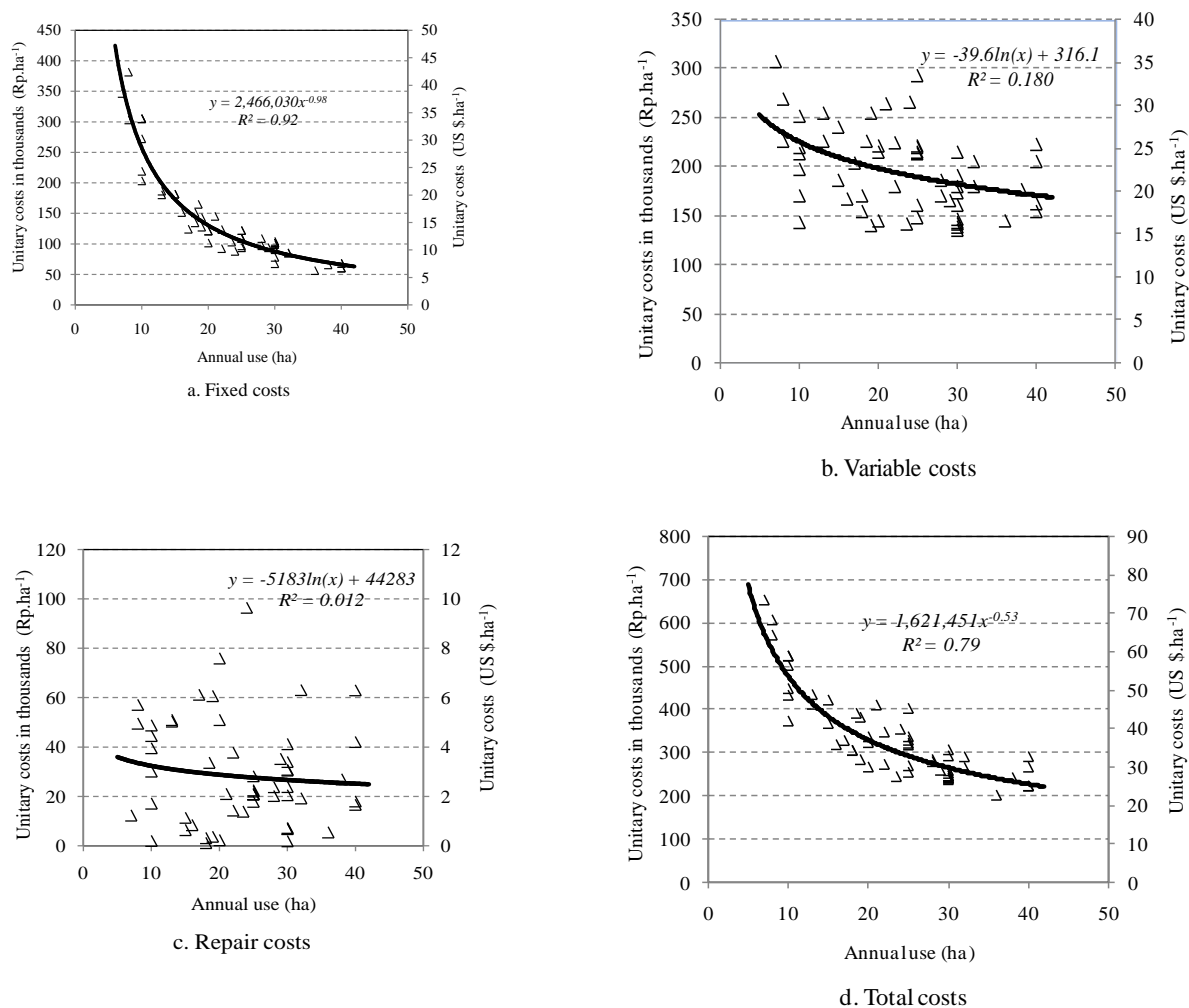 Unitary costs in thousands (Rp.ha-1)
450
400
350
300
250
200
150
100
50
0
y = 2,466,030x-0.98
R² = 0.92
50
45
40
35
30
25
20
15
10
5
0
Unitary costs (US $.ha-1)
0 10 20 30 40 50
Annual use (ha)
a. Fixed costs
Unitary costs in thousands (Rp.ha-1)
350
300
250
200
150
100
50
0
y = -39.6ln(x) + 316.1
R² = 0.180
40
35
30
25
20
15
10
5
0
Unitary costs (US $.ha-1)
0 10 20 30 40 50
Annual use (ha)
b. Variable costs
Unitary costs in thousands (Rp.ha-1)
120
100
80
60
40
20
0
y = -5183ln(x) + 44283
R² = 0.012
12
10
8
6
4
2
0
Unitary costs (US $.ha-1)
0 10 20 30 40 50
Annual use (ha)
c. Repair costs
Unitary costs in thousands (Rp.ha-1)
800
700
600
500
400
300
200
100
0
y = 1,621,451x-0.53
R² = 0.79
90
80
70
60
50
40
30
20
10
0
Unitary costs (US $.ha-1)
0 10 20 30 40 50
Annual use (ha)
d. Total costs